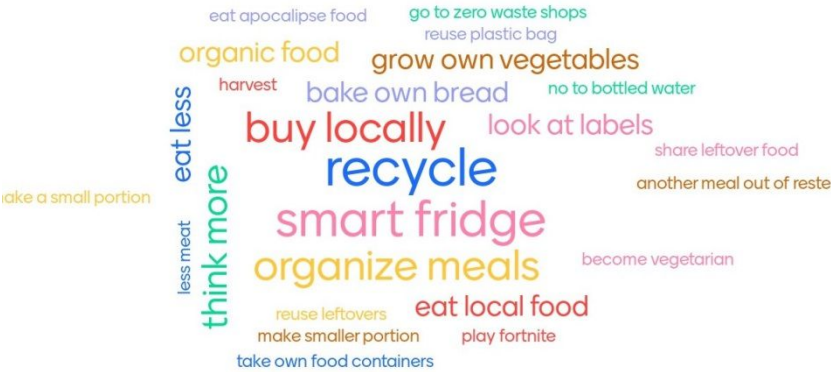 eat apocalipse food
go to zero waste shops
reuse plastic bag
organic food
grow own vegetables
harvest
bake own bread
no to bottled water
eat less
buy locally
look at labels
share leftover food
recycle
another meal out of reste
ake a small portion
think more
smart fridge
less meat
organize meals
become vegetarian
eat local food
reuse leftovers
make smaller portion
play fortnite
take own food containers